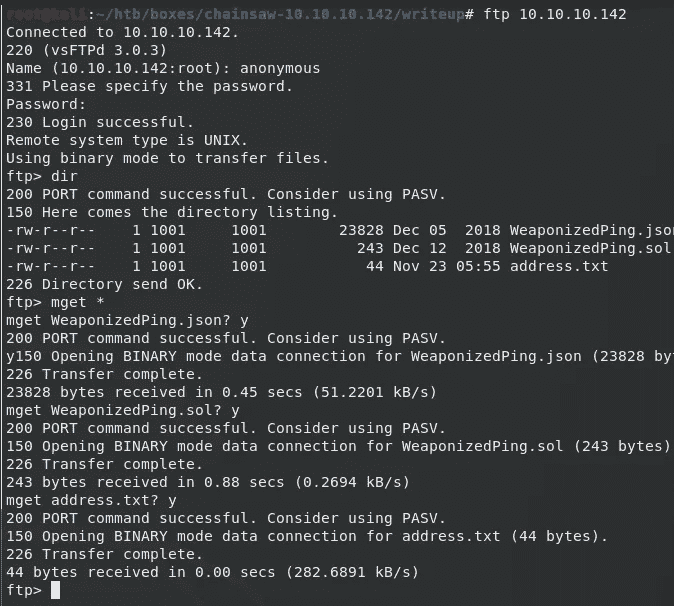 root@kali:~/htb/boxes/chainsaw-10.10.10.142/writeup# ftp 10.10.10.142
Connected to 10.10.10.142.
220 (vsFTPd 3.0.3)
Name (10.10.10.142:root): anonymous
331 Please specify the password.
Password:
230 Login successful.
Remote system type is UNIX.
Using binary mode to transfer files.
ftp> dir
200 PORT command successful. Consider using PASV.
150 Here comes the directory listing.
-rw-r--r--    1 1001     1001        23828 Dec 05  2018 WeaponizedPing.json
-rw-r--r--    1 1001     1001          243 Dec 12  2018 WeaponizedPing.sol
-rw-r--r--    1 1001     1001           44 Nov 23 05:55 address.txt
226 Directory send OK.
ftp> mget *
mget WeaponizedPing.json? y
200 PORT command successful. Consider using PASV.
y150 Opening BINARY mode data connection for WeaponizedPing.json (23828 byt
226 Transfer complete.
23828 bytes received in 0.45 secs (51.2201 kB/s)
mget WeaponizedPing.sol? y
200 PORT command successful. Consider using PASV.
150 Opening BINARY mode data connection for WeaponizedPing.sol (243 bytes)
226 Transfer complete.
243 bytes received in 0.88 secs (0.2694 kB/s)
mget address.txt? y
200 PORT command successful. Consider using PASV.
150 Opening BINARY mode data connection for address.txt (44 bytes).
226 Transfer complete.
44 bytes received in 0.00 secs (282.6891 kB/s)
ftp>